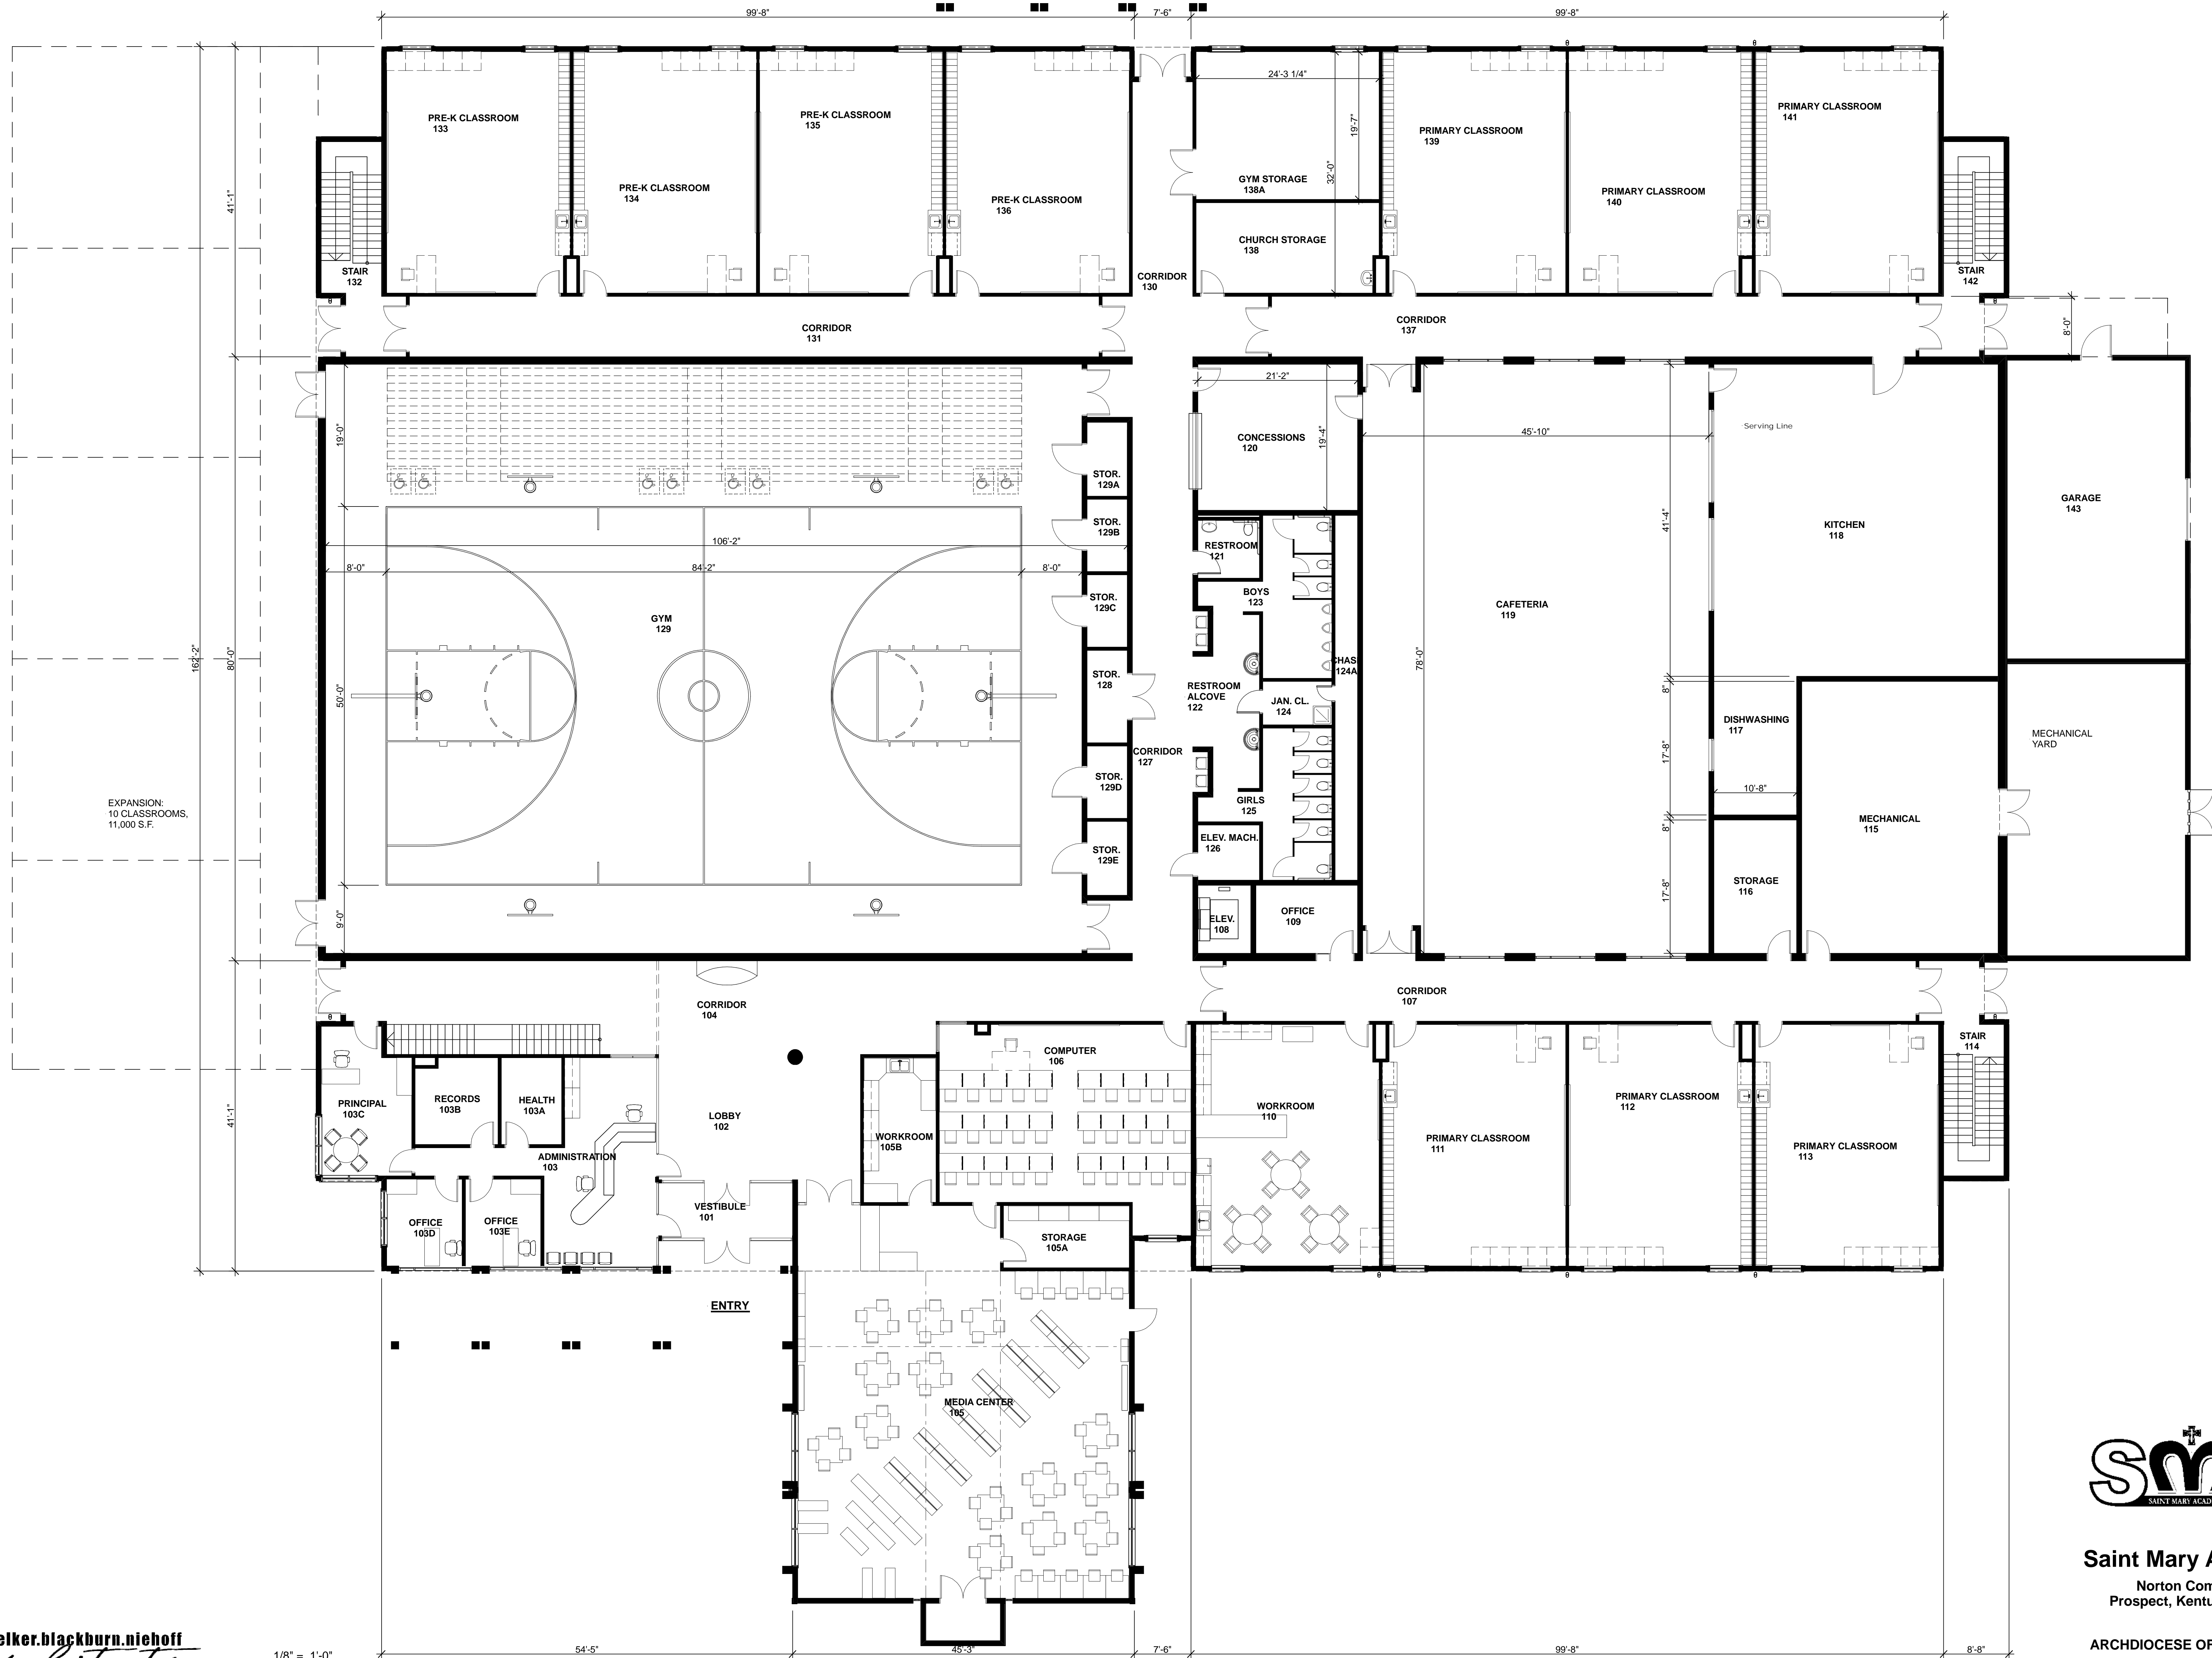 99'-8"
7'-6"
99'-8"
24'-3 1/4"
PRE-K CLASSROOM
133
PRE-K CLASSROOM
135
PRIMARY CLASSROOM
141
19'-7"
PRIMARY CLASSROOM
139
32'-0"
GYM STORAGE
138A
PRE-K CLASSROOM
134
PRE-K CLASSROOM
136
PRIMARY CLASSROOM
140
41'-1"
CHURCH STORAGE
138
STAIR
132
CORRIDOR
130
STAIR
142
CORRIDOR
131
CORRIDOR
137
8'-0"
21'-2"
19'-0"
19'-4"
CONCESSIONS
120
45'-10"
Serving Line
STOR.
129A
GARAGE
143
STOR.
129B
41'-4"
KITCHEN
118
106'-2"
RESTROOM
121
8'-0"
84'-2"
8'-0"
STOR.
129C
BOYS
123
CAFETERIA
119
GYM
129
162'-2"
80'-0"
78'-0"
CHAS
124A
STOR.
128
RESTROOM
ALCOVE
122
50'-0"
8"
JAN. CL.
124
DISHWASHING
117
MECHANICAL
YARD
CORRIDOR
127
17'-8"
STOR.
129D
10'-8"
EXPANSION:
10 CLASSROOMS,
11,000 S.F.
GIRLS
125
MECHANICAL
115
8"
ELEV. MACH.
126
STOR.
129E
STORAGE
116
17'-8"
9'-0"
ELEV.
108
OFFICE
109
CORRIDOR
104
CORRIDOR
107
STAIR
114
COMPUTER
106
41'-1"
PRINCIPAL
103C
RECORDS
103B
HEALTH
103A
LOBBY
102
WORKROOM
105B
WORKROOM
110
PRIMARY CLASSROOM
111
PRIMARY CLASSROOM
112
PRIMARY CLASSROOM
113
ADMINISTRATION
103
VESTIBULE
101
OFFICE
103D
OFFICE
103E
STORAGE
105A
ENTRY
MEDIA CENTER
105
SAINT MARY ACAD
Saint Mary A
Norton Com
Prospect, Kentu
ARCHDIOCESE OF
elker.blackburn.niehoff
1/8" = 1'-0"
54'-5"
45'-3"
7'-6"
99'-8"
8'-8"